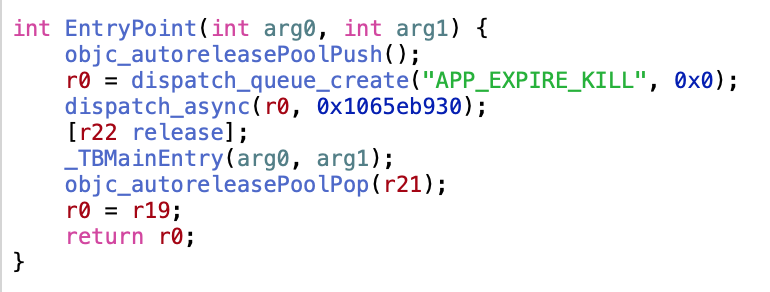 int EntryPoint(int arg0, int arg1) {
    objc_autoreleasePoolPush();
    r0 = dispatch_queue_create("APP_EXPIRE_KILL", 0x0);
    dispatch_async(r0, 0x1065eb930);
    [r22 release];
    _TBMainEntry(arg0, arg1);
    objc_autoreleasePoolPop(r21);
    r0 = r19;
    return r0;
}